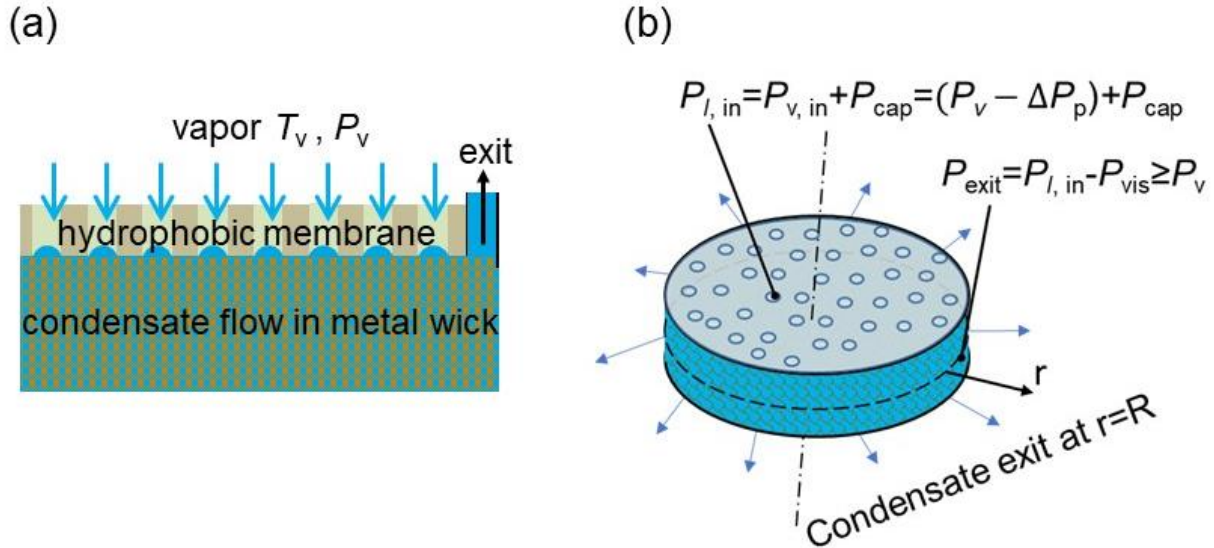 (a)
vapor Tv , Pv
exit
hydrophobic membrane
condensate flow in metal wick
(b)
Pl, in=Pv, in+Pcap=(Pv − ΔPp)+Pcap
Pexit=Pl, in-Pvis≥Pv
r
Condensate exit at r=R